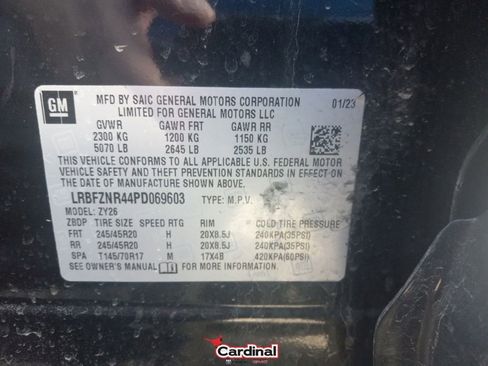 GM
MFD BY SAIC GENERAL MOTORS CORPORATION 01/23
LIMITED FOR GENERAL MOTORS LLC
GVWR GAWR FRT GAWR RR
2300 KG 1200 KG 1150 KG
5070 LB 2645 LB 2535 LB
THIS VEHICLE CONFORMS TO ALL APPLICABLE U.S. FEDERAL MOTOR
VEHICLE SAFETY AND THEFT PREVENTION STANDARDS IN EFFECT ON
THE DATE OF MANUFACTURE SHOWN ABOVE.
LRBFZNR44PD069603 TYPE: M.P.V.
MODEL: ZY26
ZBDP TIRE SIZE SPEED RTG RIM COLD TIRE PRESSURE
FRT 245/45R20 H 20X8.5J 240KPA(35PSI)
RR 245/45R20 H 20X8.5J 240KPA(35PSI)
SPA T145/70R17 M 17X4B 420KPA(60PSI)
SEE OWNER'S MANUAL FOR MORE INFORMATION.
Cardinal